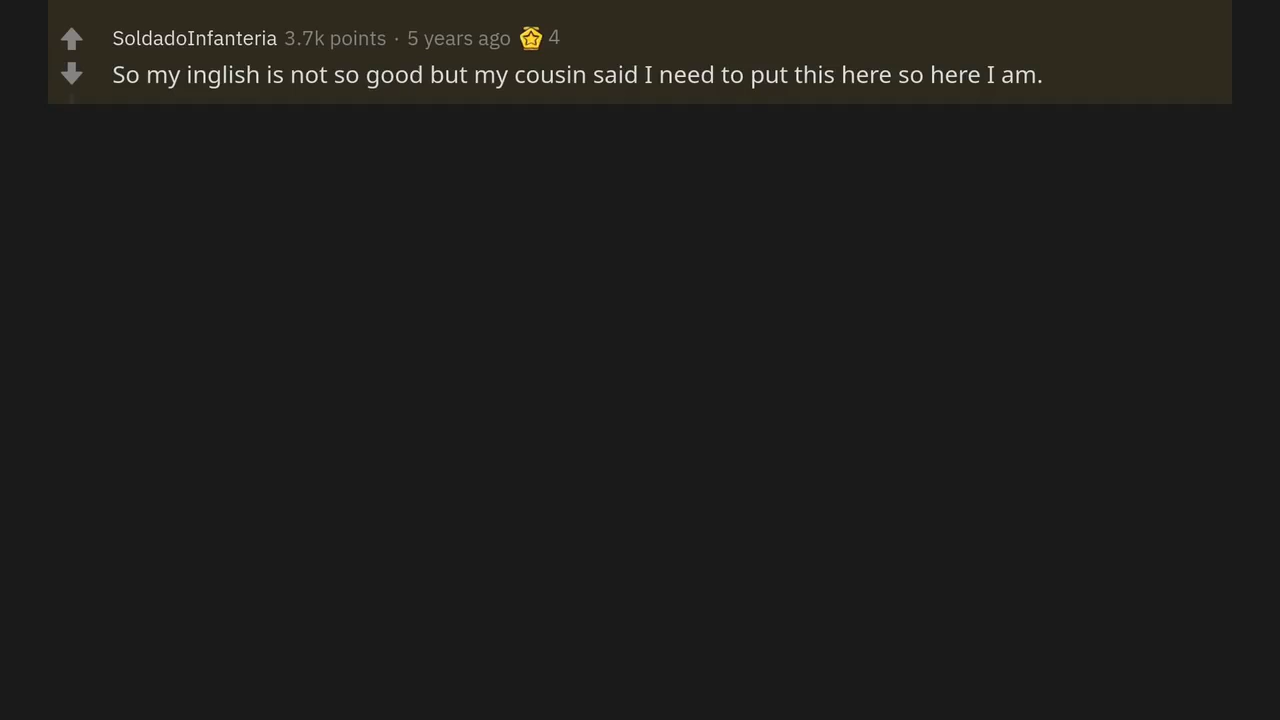 SoldadoInfanteria 3.7k points · 5 years ago 4
So my inglish is not so good but my cousin said I need to put this here so here I am.